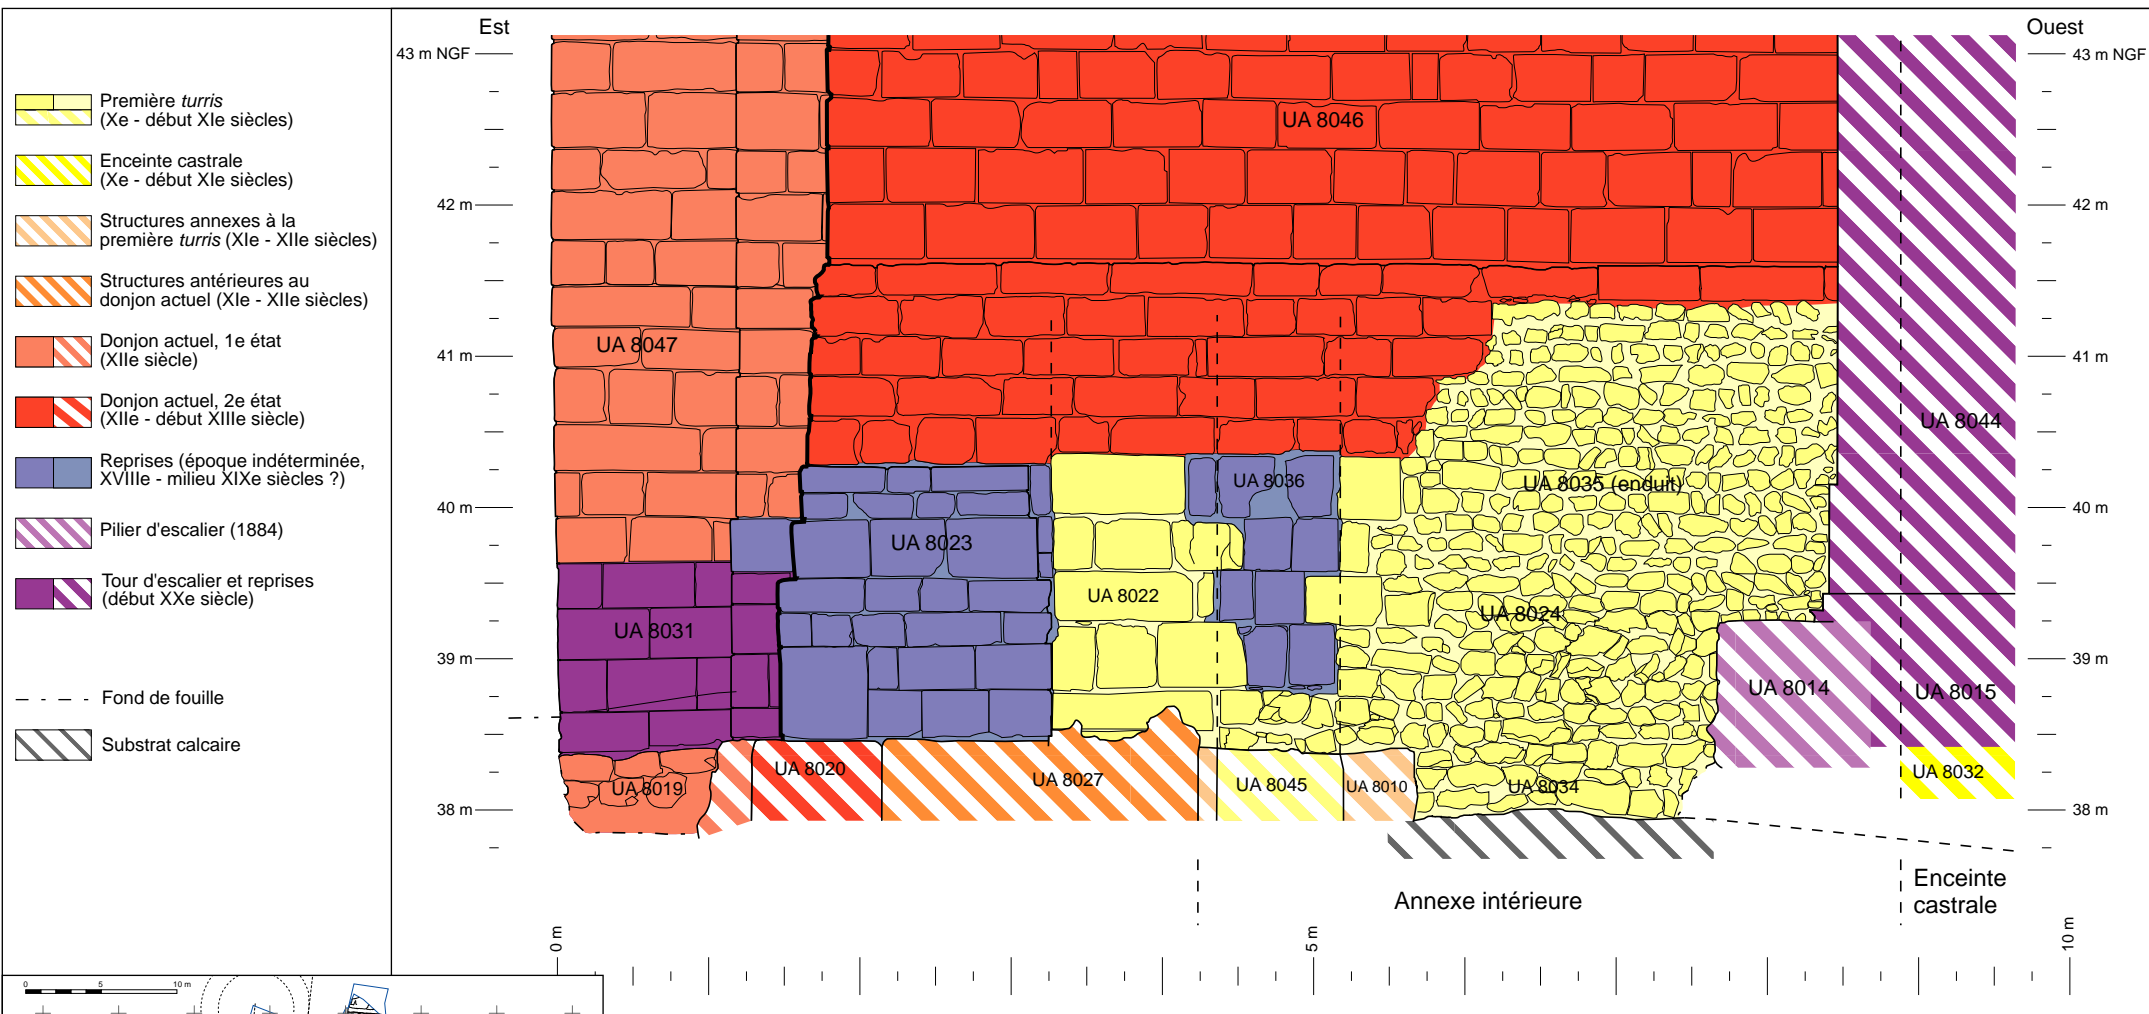 Première turris
(Xe - début XIe siècles)
Enceinte castrale
(Xe - début XIe siècles)
Structures annexes à la
première turris (XIe - XIIe siècles)
Structures antérieures au
donjon actuel (XIe - XIIe siècles)
Donjon actuel, 1e état
(XIIe siècle)
Donjon actuel, 2e état
(XIIe - début XIIIe siècle)
Reprises (époque indéterminée,
XVIIIe - milieu XIXe siècles ?)
Pilier d'escalier (1884)
Tour d'escalier et reprises
(début XXe siècle)
Fond de fouille
Substrat calcaire
Est
Ouest
43 m NGF
43 m NGF
42 m
42 m
41 m
41 m
40 m
40 m
39 m
39 m
38 m
38 m
UA 8046
UA 8047
UA 8044
UA 8036
UA 8035 (enduit)
UA 8023
UA 8022
UA 8024
UA 8031
UA 8014
UA 8015
UA 8020
UA 8027
UA 8019
UA 8045
UA 8010
UA 8034
UA 8032
Annexe intérieure
Enceinte
castrale
0 m
5 m
10 m
0 5 10 m